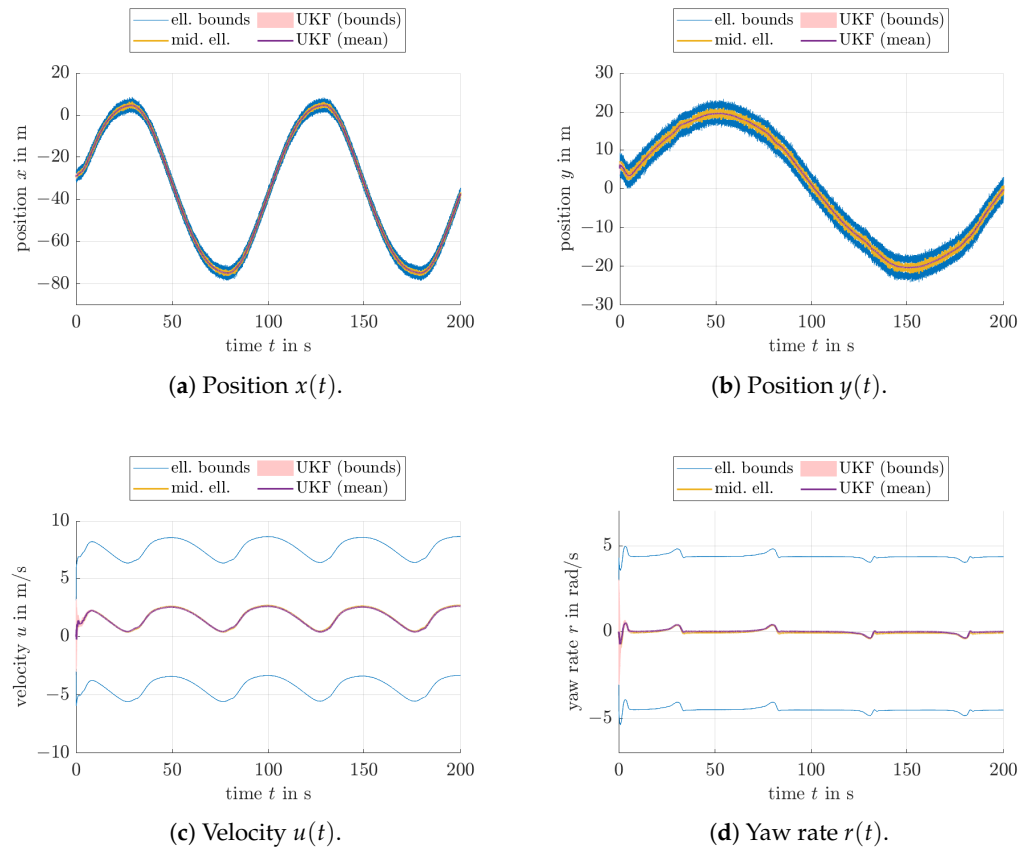 ell. bounds UKF (bounds)
mid. ell. UKF (mean)
20
0
−20
−40
−60
−80
position x in m
0 50 100 150 200
time t in s
(a) Position x(t).
ell. bounds UKF (bounds)
mid. ell. UKF (mean)
30
20
10
0
−10
−20
−30
position y in m
0 50 100 150 200
time t in s
(b) Position y(t).
ell. bounds UKF (bounds)
mid. ell. UKF (mean)
10
5
0
−5
−10
velocity u in m/s
0 50 100 150 200
time t in s
(c) Velocity u(t).
ell. bounds UKF (bounds)
mid. ell. UKF (mean)
5
0
−5
yaw rate r in rad/s
0 50 100 150 200
time t in s
(d) Yaw rate r(t).